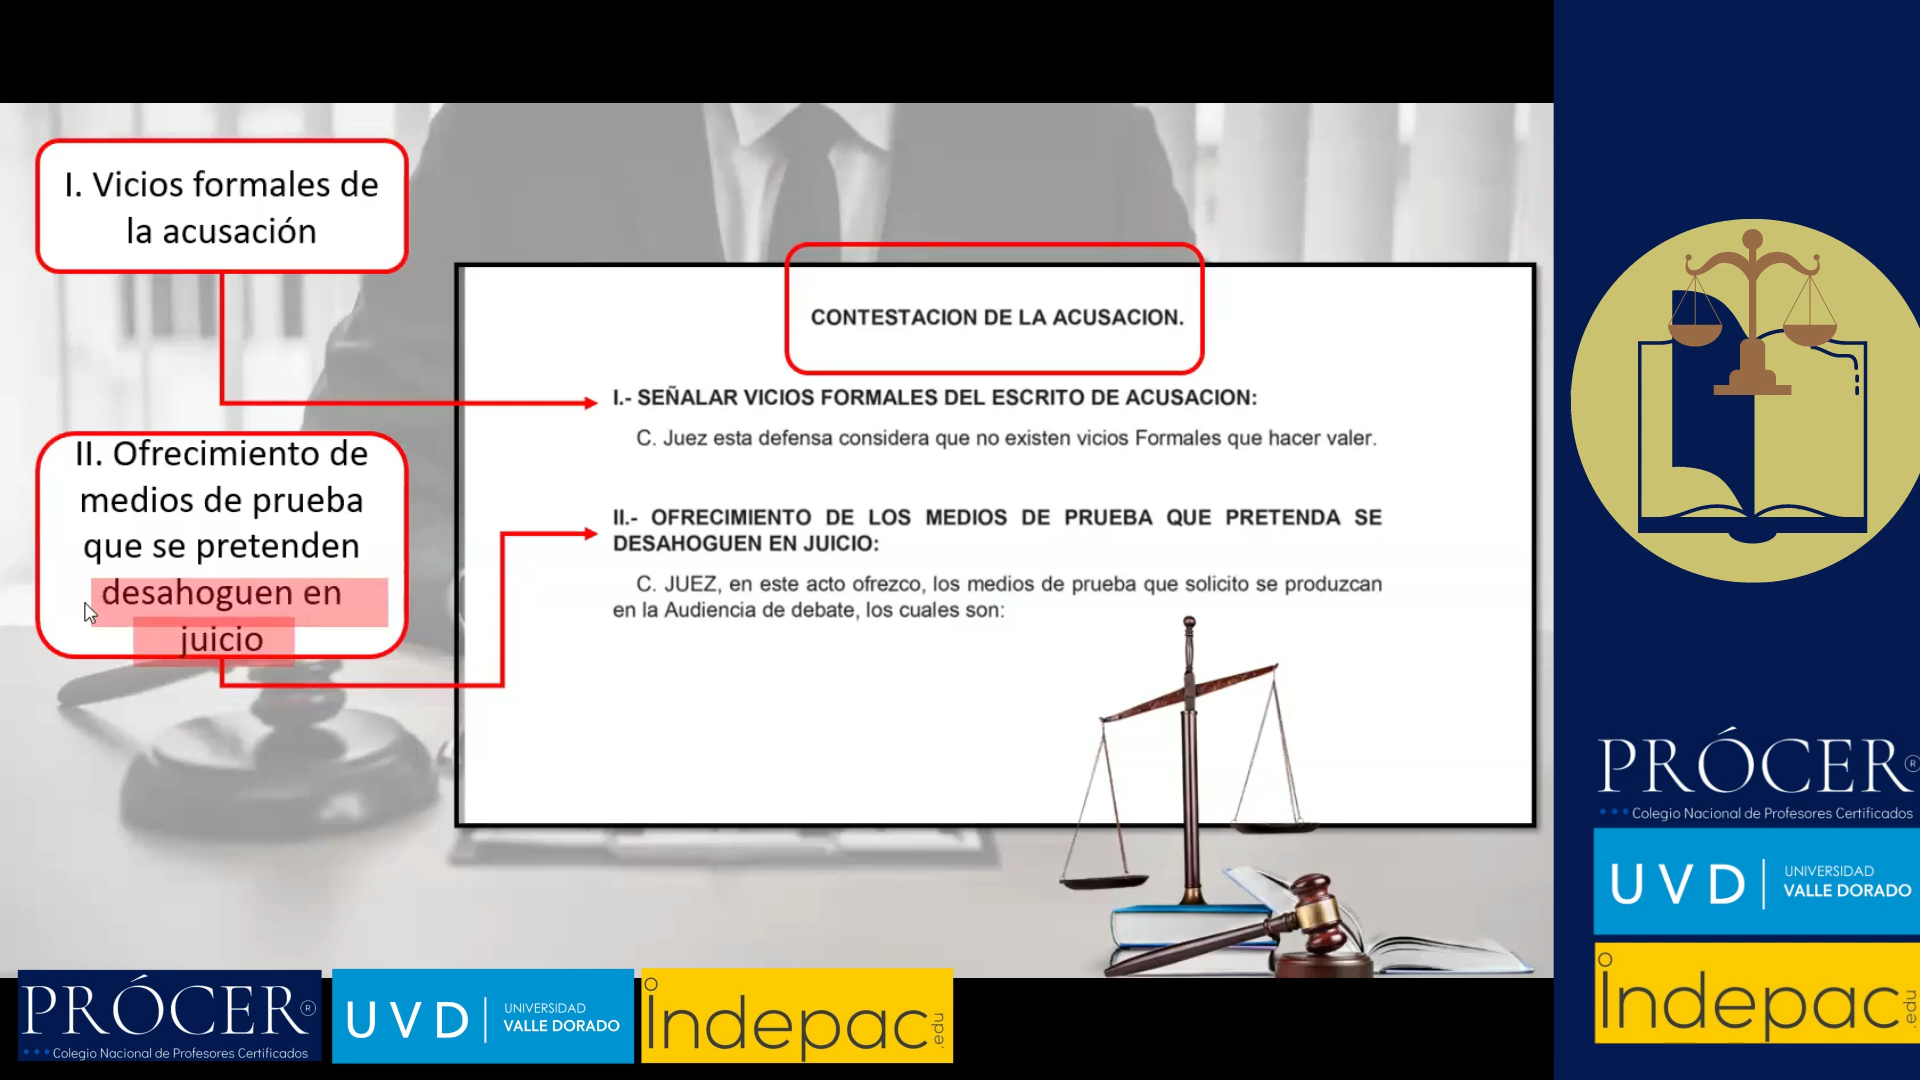 I. Vicios formales de
la acusación
II. Ofrecimiento de
medios de prueba
que se pretenden
desahoguen en
juicio
CONTESTACION DE LA ACUSACION.
I.- SEÑALAR VICIOS FORMALES DEL ESCRITO DE ACUSACION:
C. Juez esta defensa considera que no existen vicios Formales que hacer valer.
II.- OFRECIMIENTO DE LOS MEDIOS DE PRUEBA QUE PRETENDA SE
DESAHOGUEN EN JUICIO:
C. JUEZ, en este acto ofrezco, los medios de prueba que solicito se produzcan
en la Audiencia de debate, los cuales son:
PRÓCER®
Colegio Nacional de Profesores Certificados
UVD
UNIVERSIDAD
VALLE DORADO
Indepac
.edu
PRÓCER®
Colegio Nacional de Profesores Certificados
UVD
UNIVERSIDAD
VALLE DORADO
Indepac
.edu